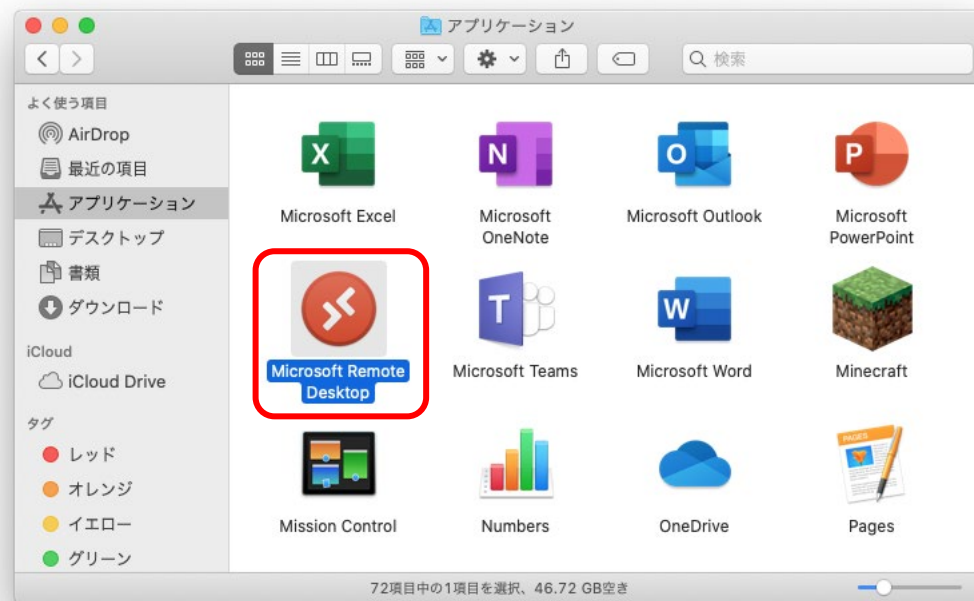 アプリケーション
検索
よく使う項目
AirDrop
最近の項目
アプリケーション
デスクトップ
書類
ダウンロード
iCloud
iCloud Drive
タグ
レッド
オレンジ
イエロー
グリーン
X
Microsoft Excel
N
Microsoft
OneNote
O
Microsoft Outlook
P
Microsoft
PowerPoint
Microsoft Remote
Desktop
T
Microsoft Teams
W
Microsoft Word
Minecraft
Mission Control
Numbers
OneDrive
PAGES
Pages
72項目中の1項目を選択、46.72 GB空き